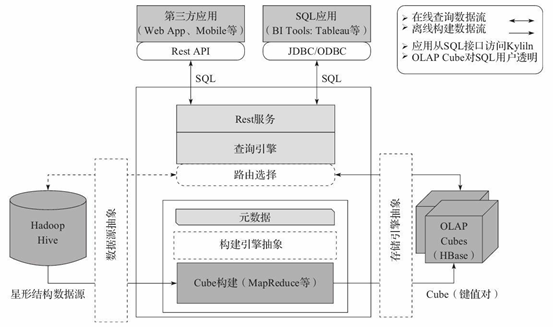 第三方应用
（Web App、Mobile等）
Rest API
SQL
SQL应用
（BI Tools: Tableau等）
JDBC/ODBC
SQL
在线查询数据流
离线构建数据流
应用从SQL接口访问Kyliln
OLAP Cube对SQL用户透明
Rest服务
查询引擎
路由选择
元数据
构建引擎抽象
Cube构建（MapReduce等）
Hadoop
Hive
星形结构数据源
数据源抽象
存储引擎抽象
OLAP
Cubes
（HBase）
Cube（键值对）